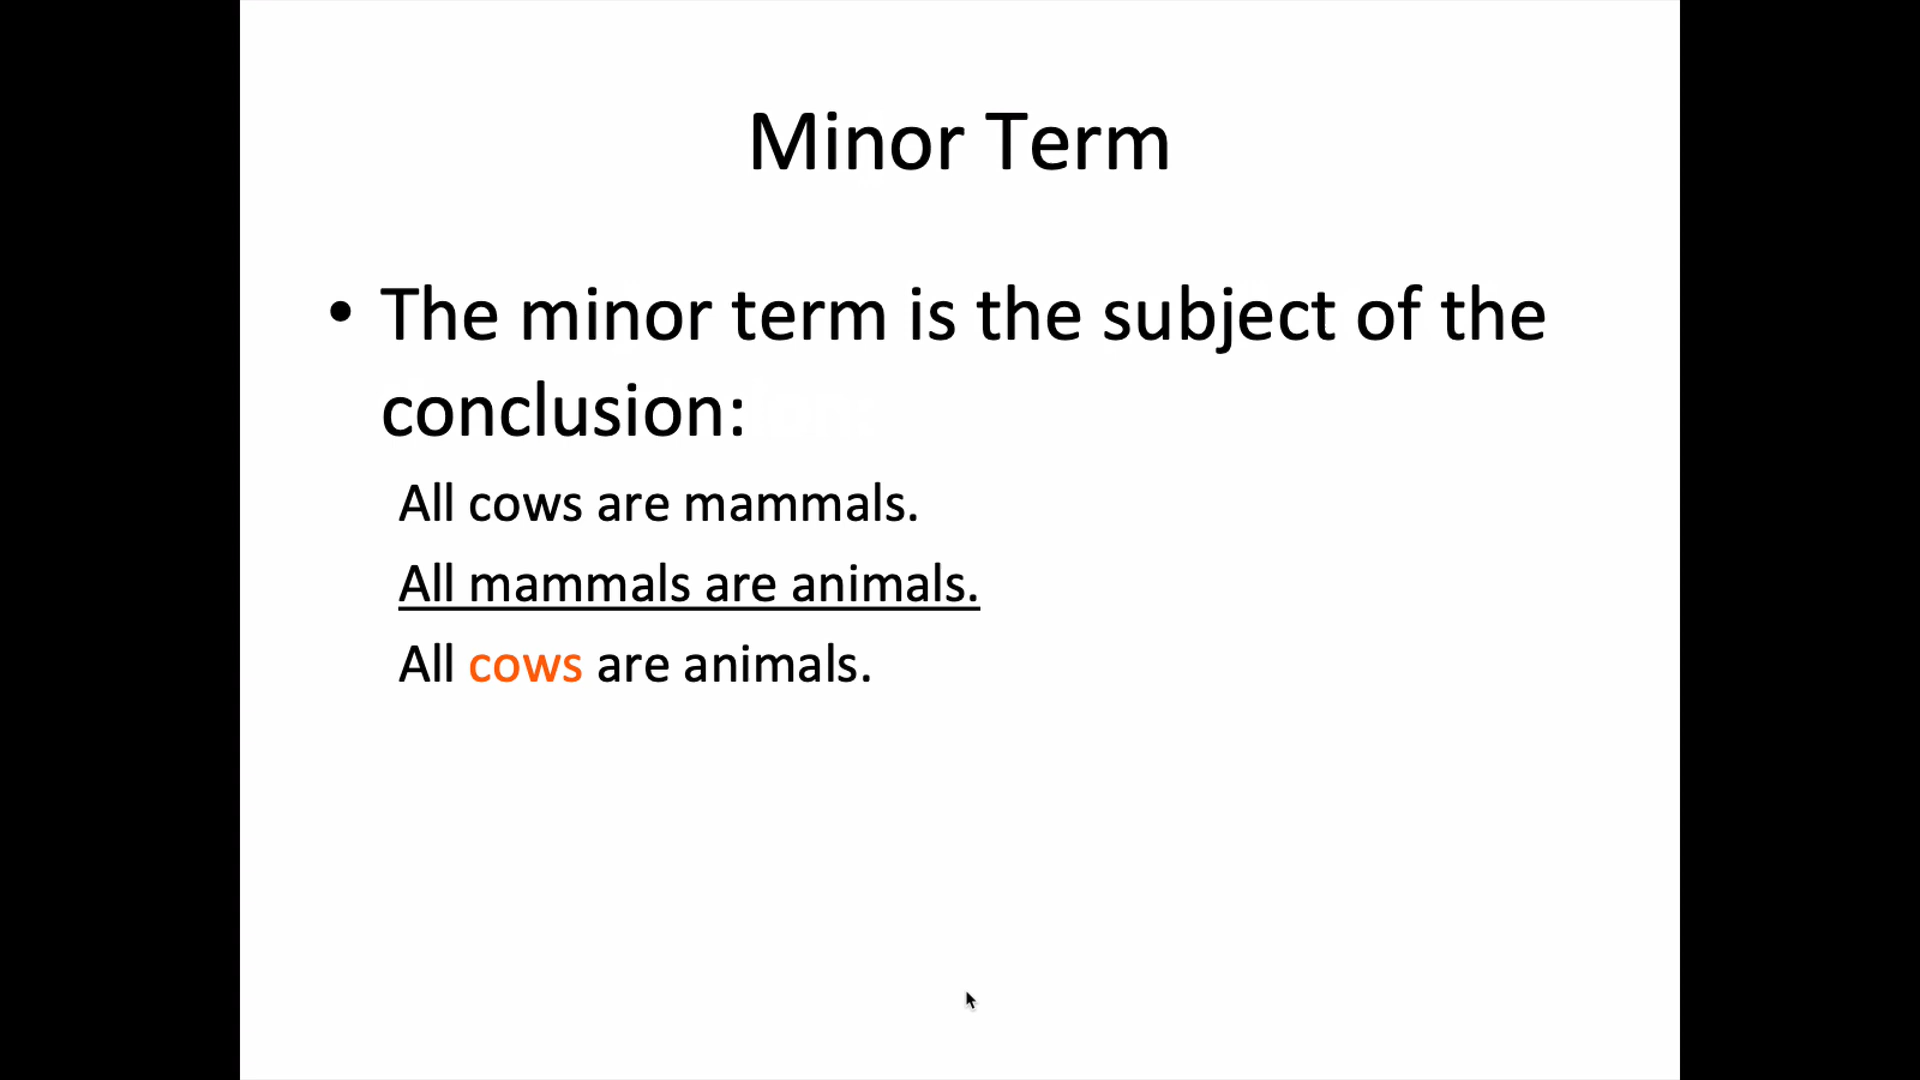 Minor Term
• The minor term is the subject of the
conclusion:
All cows are mammals.
All mammals are animals.
All cows are animals.